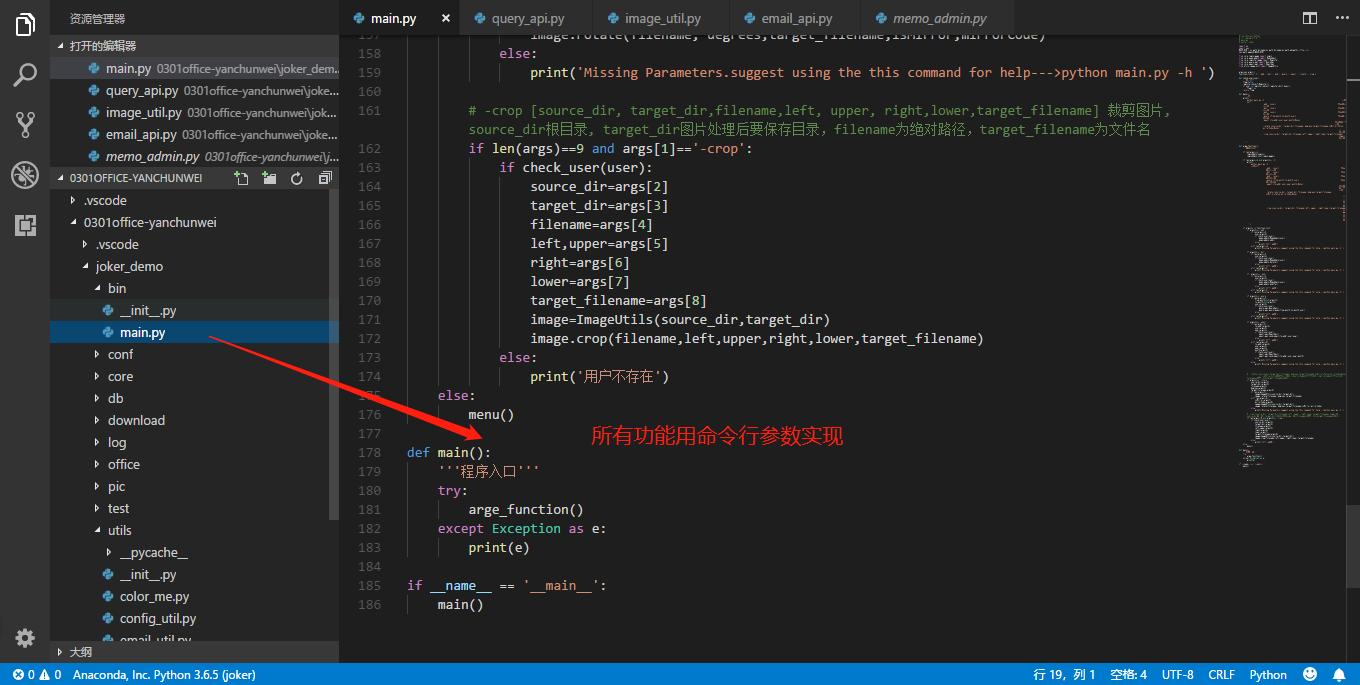 资源管理器
打开的编辑器
main.py 0301office-yanchunwei\joker_dem...
query_api.py 0301office-yanchunwei\joke...
image_util.py 0301office-yanchunwei\jok...
email_api.py 0301office-yanchunwei\joke...
memo_admin.py 0301office-yanchunwei\j...
0301OFFICE-YANCHUNWEI
.vscode
0301office-yanchunwei
.vscode
joker_demo
bin
__init__.py
main.py
conf
core
db
download
log
office
pic
test
utils
__pycache__
__init__.py
color_me.py
config_util.py
email_util.py
大纲
main.py × query_api.py image_util.py email_api.py memo_admin.py
157 image.rotate(filename, degrees,target_filename,isMirror,mirrorCode)
158 else:
159 print('Missing Parameters.suggest using the this command for help--->python main.py -h ')
160
161 # -crop [source_dir, target_dir,filename,left, upper, right,lower,target_filename] 裁剪图片,
source_dir根目录, target_dir图片处理后要保存目录, filename为绝对路径, target_filename为文件名
162 if len(args)==9 and args[1]=='-crop':
163 if check_user(user):
164 source_dir=args[2]
165 target_dir=args[3]
166 filename=args[4]
167 left,upper=args[5]
168 right=args[6]
169 lower=args[7]
170 target_filename=args[8]
171 image=ImageUtils(source_dir,target_dir)
172 image.crop(filename,left,upper,right,lower,target_filename)
173 else:
174 print('用户不存在')
175 else:
176 menu()
177
所有功能用命令行参数实现
178 def main():
179 '''程序入口'''
180 try:
181 arge_function()
182 except Exception as e:
183 print(e)
184
185 if __name__ == '__main__':
186 main()
0 0 Anaconda, Inc. Python 3.6.5 (joker) 行 19, 列 1 空格: 4 UTF-8 CRLF Python